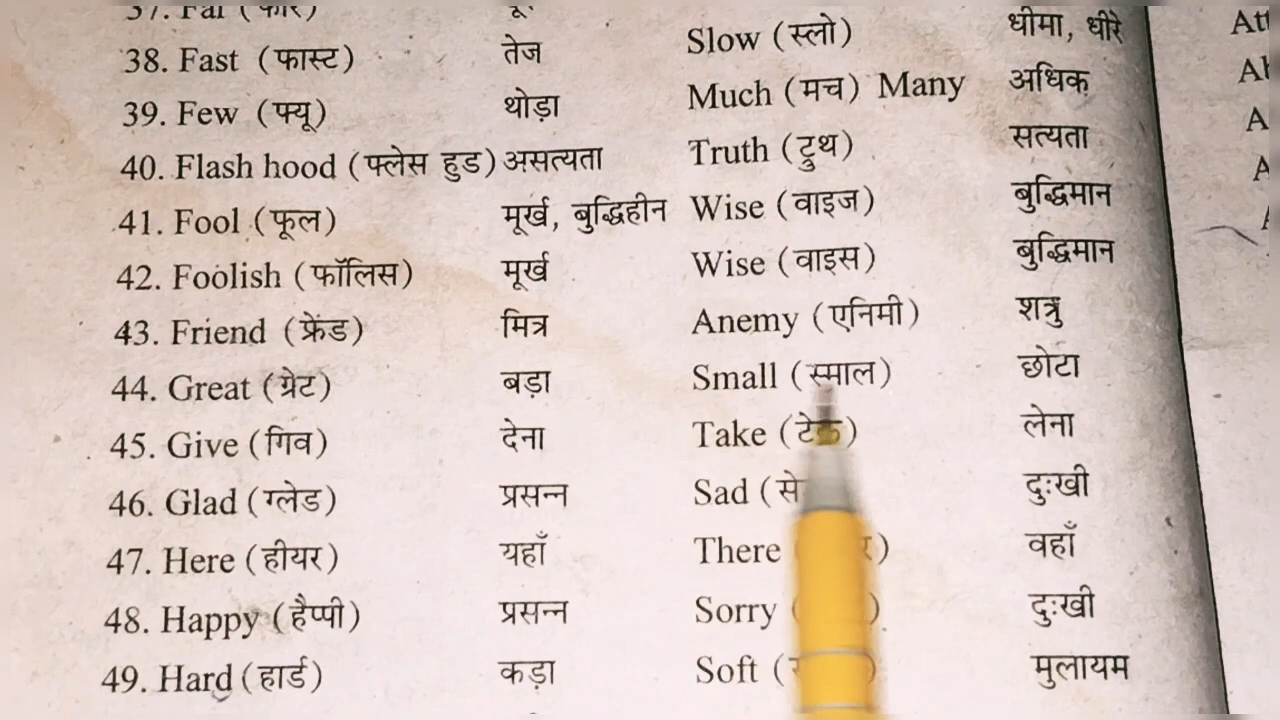 38. Fast (फास्ट) तेज Slow (स्लो) धीमा, धीरे
39. Few (फ्यू) थोड़ा Much (मच) Many अधिक
40. Flash hood (फ्लेस हुड) असत्यता Truth (ट्रुथ) सत्यता
41. Fool (फूल) मूर्ख, बुद्धिहीन Wise (वाइज) बुद्धिमान
42. Foolish (फॉलिस) मूर्ख Wise (वाइस) बुद्धिमान
43. Friend (फ्रेंड) मित्र Anemy (एनिमी) शत्रु
44. Great (ग्रेट) बड़ा Small (स्माल) छोटा
45. Give (गिव) देना Take (टेक) लेना
46. Glad (ग्लेड) प्रसन्न Sad दुःखी
47. Here (हीयर) यहाँ There वहाँ
48. Happy (हैप्पी) प्रसन्न Sorry दुःखी
49. Hard (हार्ड) कड़ा Soft मुलायम